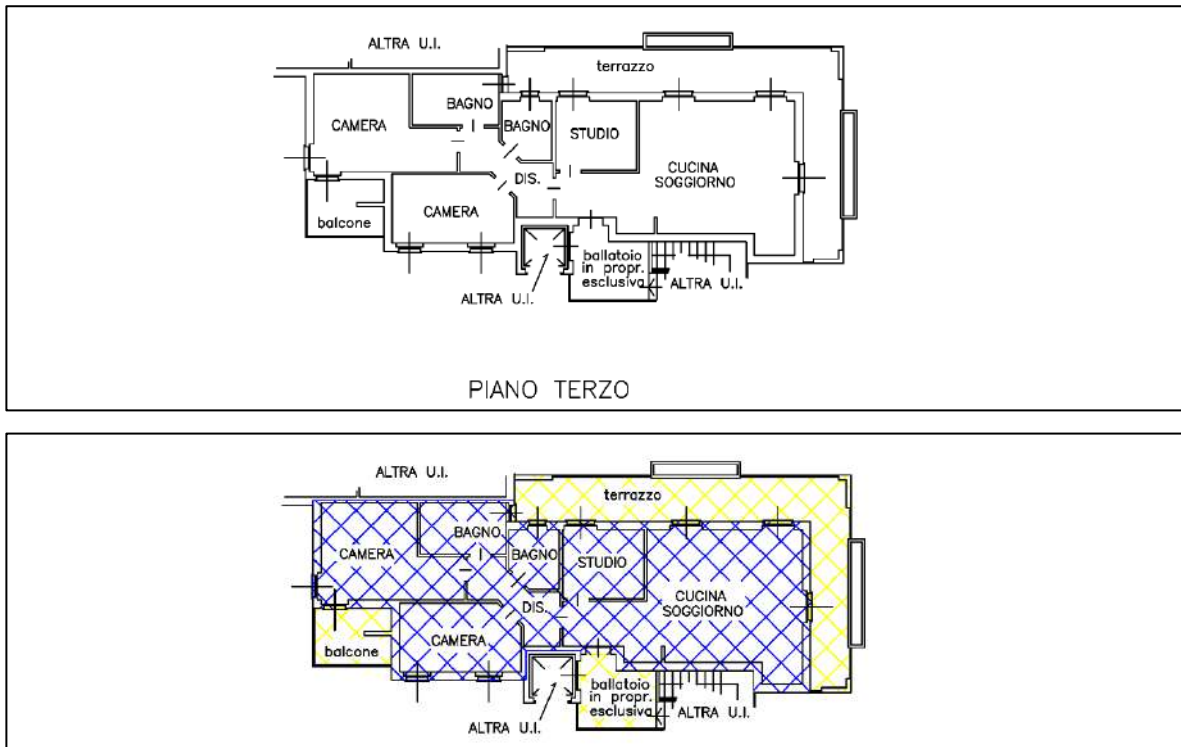 ALTRA U.I.
terrazzo
BAGNO
CAMERA
BAGNO
STUDIO
CUCINA
SOGGIORNO
DIS.
CAMERA
balcone
ballatoio
in propr.
esclusiva
ALTRA U.I.
ALTRA U.I.
PIANO TERZO
ALTRA U.I.
terrazzo
BAGNO
CAMERA
BAGNO
STUDIO
CUCINA
SOGGIORNO
DIS.
CAMERA
balcone
ballatoio
in propr.
esclusiva
ALTRA U.I.
ALTRA U.I.